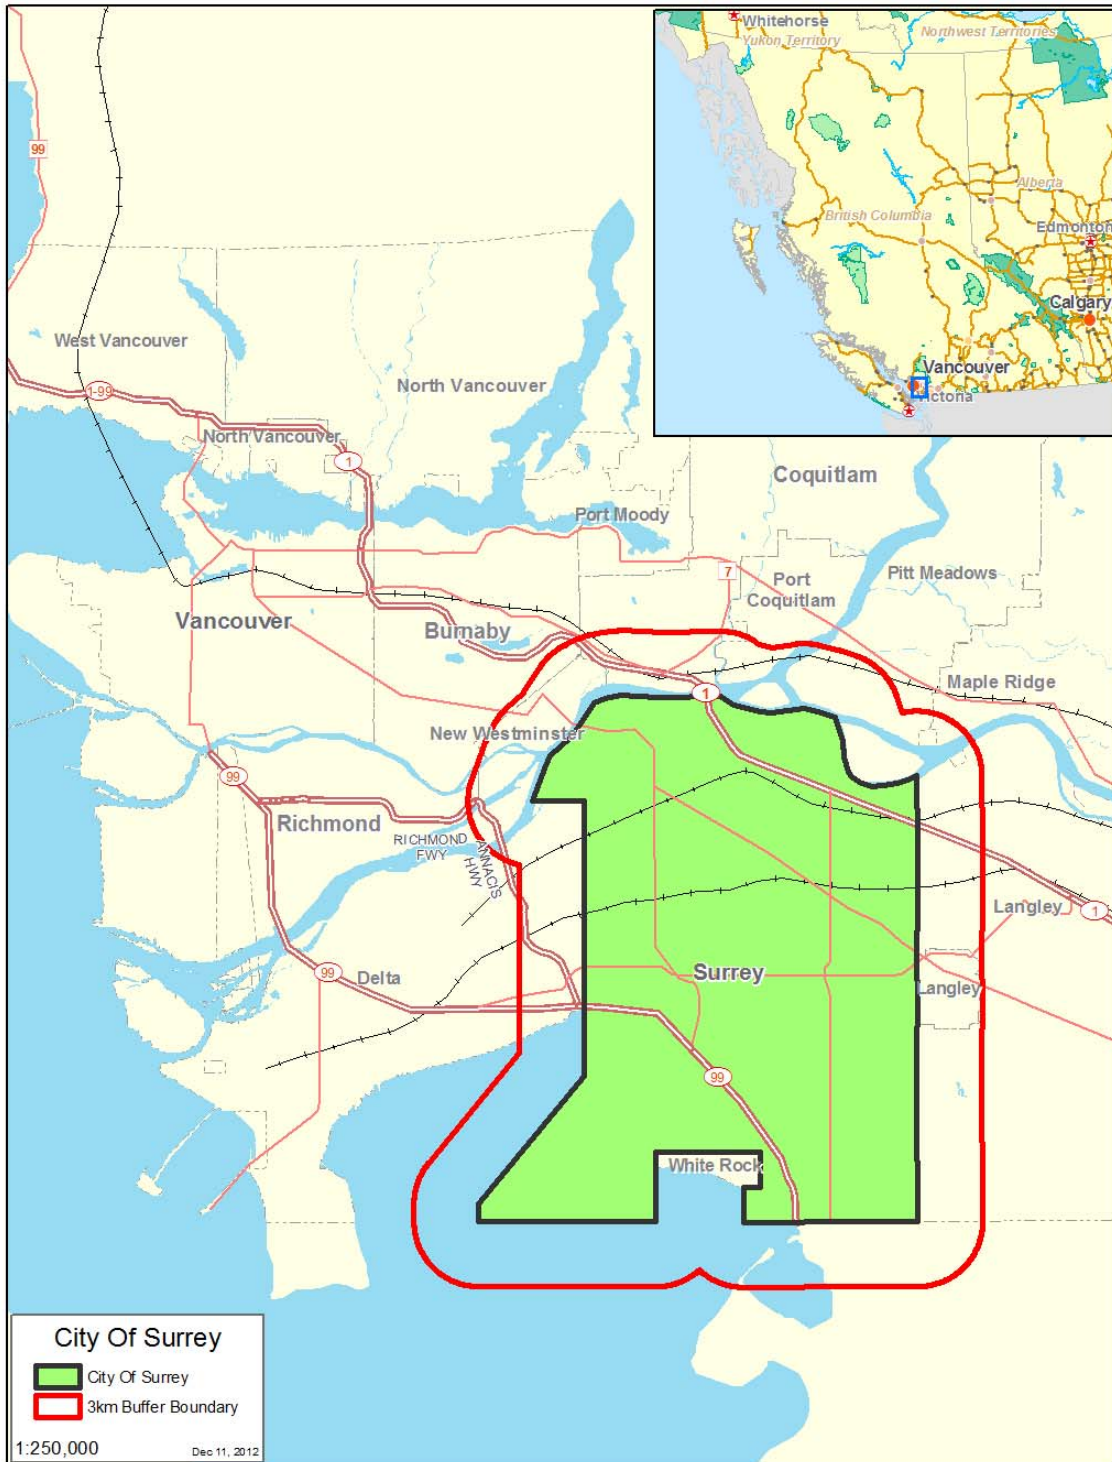 Whitehorse
Yukon Territory
Northwest Territories
Alberta
British Columbia
Edmonton
Calgary
Vancouver
Victoria
99
West Vancouver
1-99
North Vancouver
North Vancouver
1
Coquitlam
Port Moody
7
Port
Coquitlam
Pitt Meadows
Vancouver
Burnaby
Maple Ridge
1
New Westminster
99
Richmond
RICHMOND
FWY
ANNACIS
HWY
Langley
1
99
Delta
Surrey
Langley
99
White Rock
City Of Surrey
City Of Surrey
3km Buffer Boundary
1:250,000
Dec 11, 2012